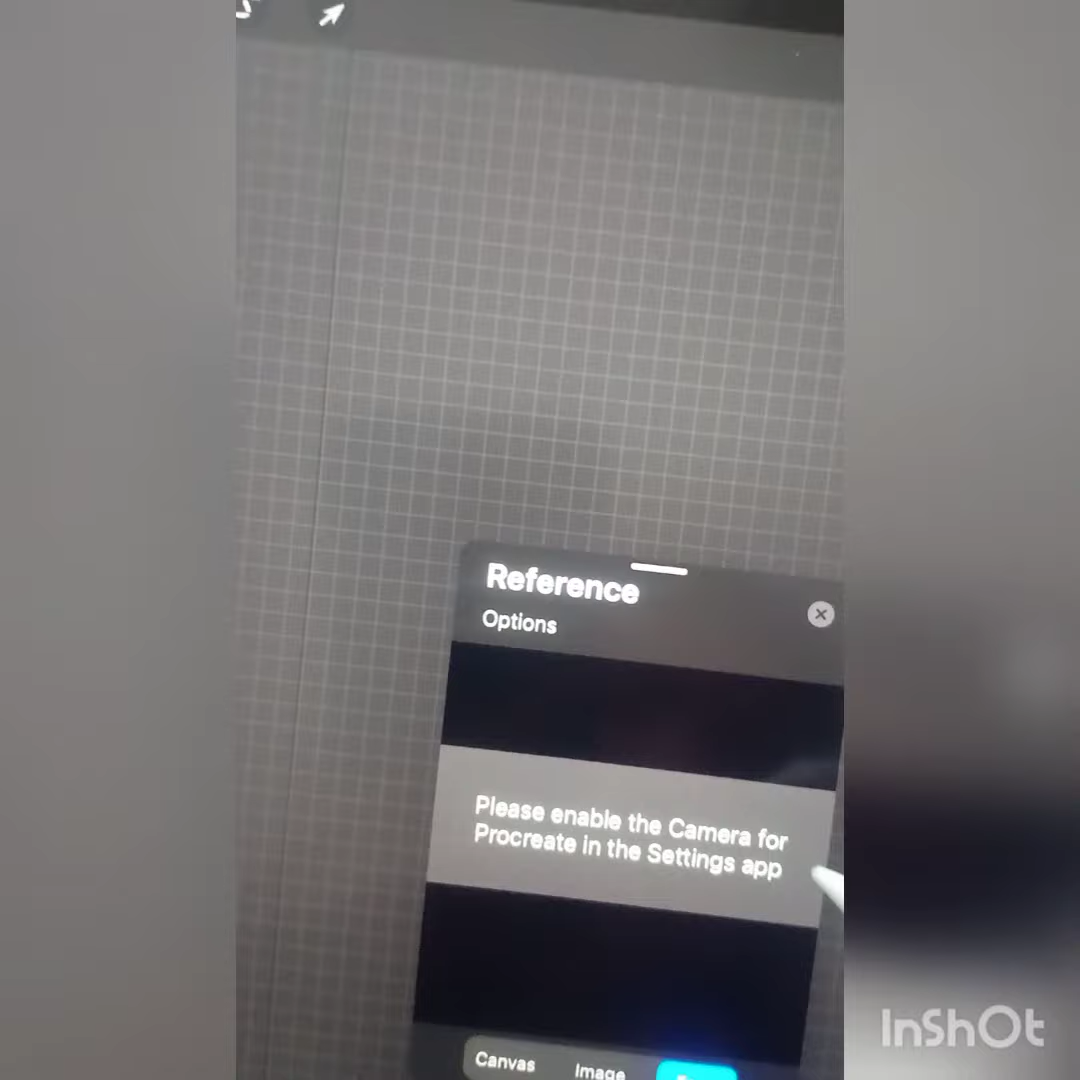 Reference
Options
Please enable the Camera for
Procreate in the Settings app
Canvas
Image
InShOt